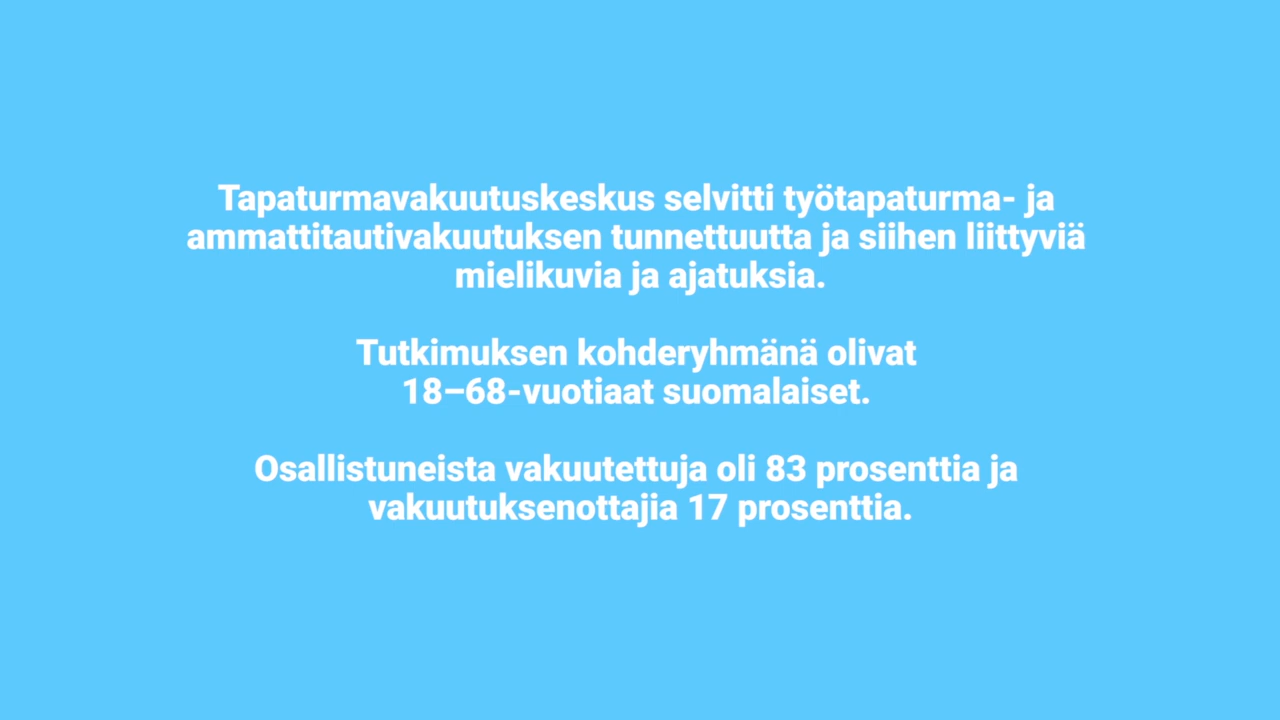 Tapaturmavakuutuskeskus selvitti työtapaturma- ja
ammattitautivakuutuksen tunnettuutta ja siihen liittyviä
mielikuvia ja ajatuksia.
Tutkimuksen kohderyhmänä olivat
18–68-vuotiaat suomalaiset.
Osallistuneista vakuutettuja oli 83 prosenttia ja
vakuutuksenottajia 17 prosenttia.